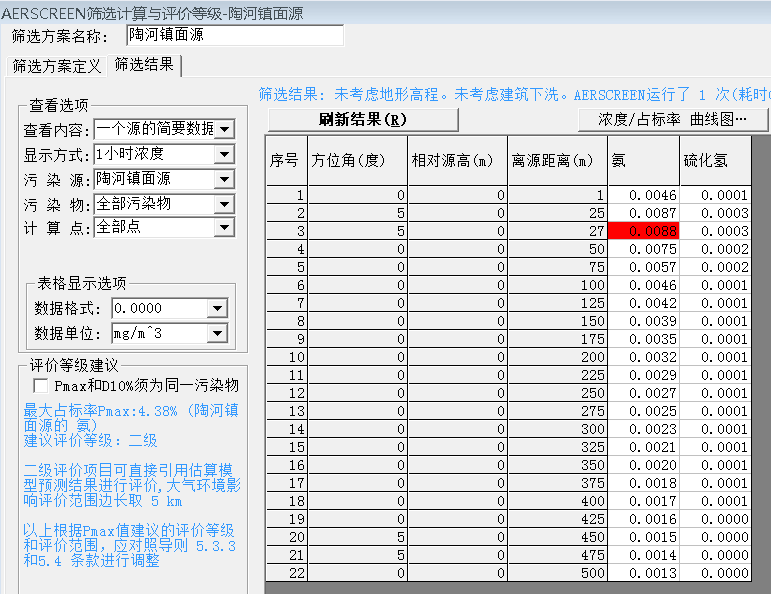 AERSCREEN筛选计算与评价等级-陶河镇面源
筛选方案名称: 陶河镇面源
筛选方案定义 筛选结果
筛选结果: 未考虑地形高程。未考虑建筑下洗。AERSCREEN运行了 1 次(耗时
刷新结果(R) 浓度/占标率 曲线图…
查看选项
查看内容: 一个源的简要数据
显示方式: 1小时浓度
污 染 源: 陶河镇面源
污 染 物: 全部污染物
计 算 点: 全部点
表格显示选项
数据格式: 0.0000
数据单位: mg/m^3
评价等级建议
Pmax和D10%须为同一污染物
最大占标率Pmax:4.38% (陶河镇
面源的 氨)
建议评价等级: 二级
二级评价项目可直接引用估算模
型预测结果进行评价,大气环境影
响评价范围边长取 5 km
以上根据Pmax值建议的评价等级
和评价范围，应对照导则 5.3.3
和5.4 条款进行调整
序号 方位角(度) 相对源高(m) 离源距离(m) 氨 硫化氢
1 0 0 1 0.0046 0.0001
2 5 0 25 0.0087 0.0003
3 5 0 27 0.0088 0.0003
4 0 0 50 0.0075 0.0002
5 0 0 75 0.0057 0.0002
6 0 0 100 0.0046 0.0001
7 0 0 125 0.0042 0.0001
8 0 0 150 0.0039 0.0001
9 0 0 175 0.0035 0.0001
10 0 0 200 0.0032 0.0001
11 0 0 225 0.0029 0.0001
12 0 0 250 0.0027 0.0001
13 0 0 275 0.0025 0.0001
14 0 0 300 0.0023 0.0001
15 0 0 325 0.0021 0.0001
16 0 0 350 0.0020 0.0001
17 0 0 375 0.0018 0.0001
18 0 0 400 0.0017 0.0001
19 0 0 425 0.0016 0.0000
20 5 0 450 0.0015 0.0000
21 5 0 475 0.0014 0.0000
22 0 0 500 0.0013 0.0000